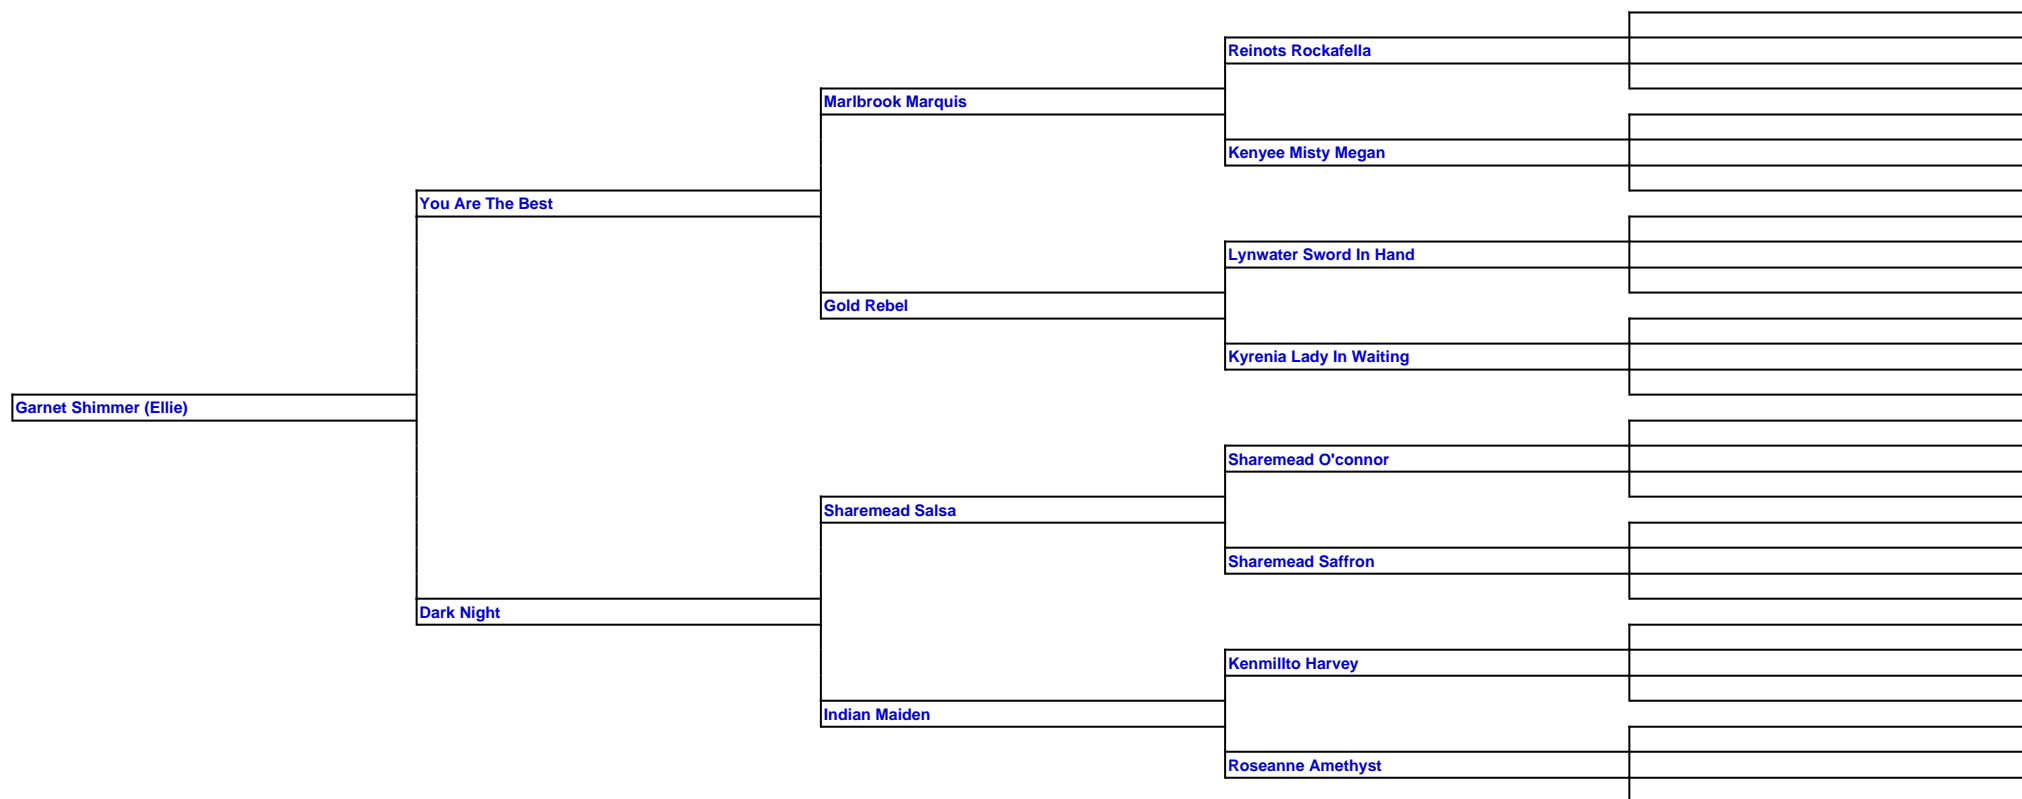 Reinots Rockafella
Marlbrook Marquis
Kenyee Misty Megan
You Are The Best
Lynwater Sword In Hand
Gold Rebel
Kyrenia Lady In Waiting
Garnet Shimmer (Ellie)
Sharemead O'connor
Sharemead Salsa
Sharemead Saffron
Dark Night
Kenmillto Harvey
Indian Maiden
Roseanne Amethyst